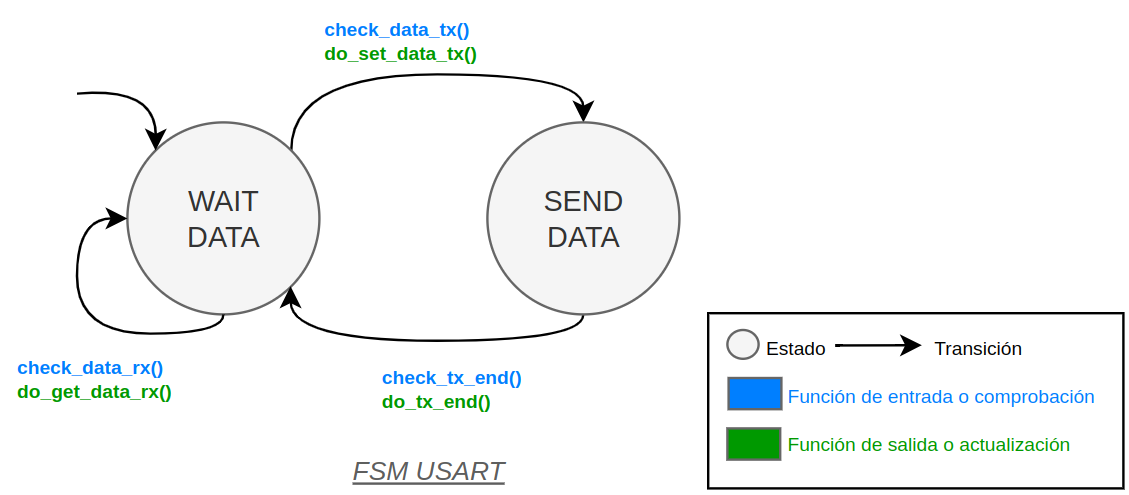 check_data_tx()
do_set_data_tx()
WAIT
DATA
SEND
DATA
check_data_rx()
do_get_data_rx()
check_tx_end()
do_tx_end()
FSM USART
Estado
Transición
Función de entrada o comprobación
Función de salida o actualización